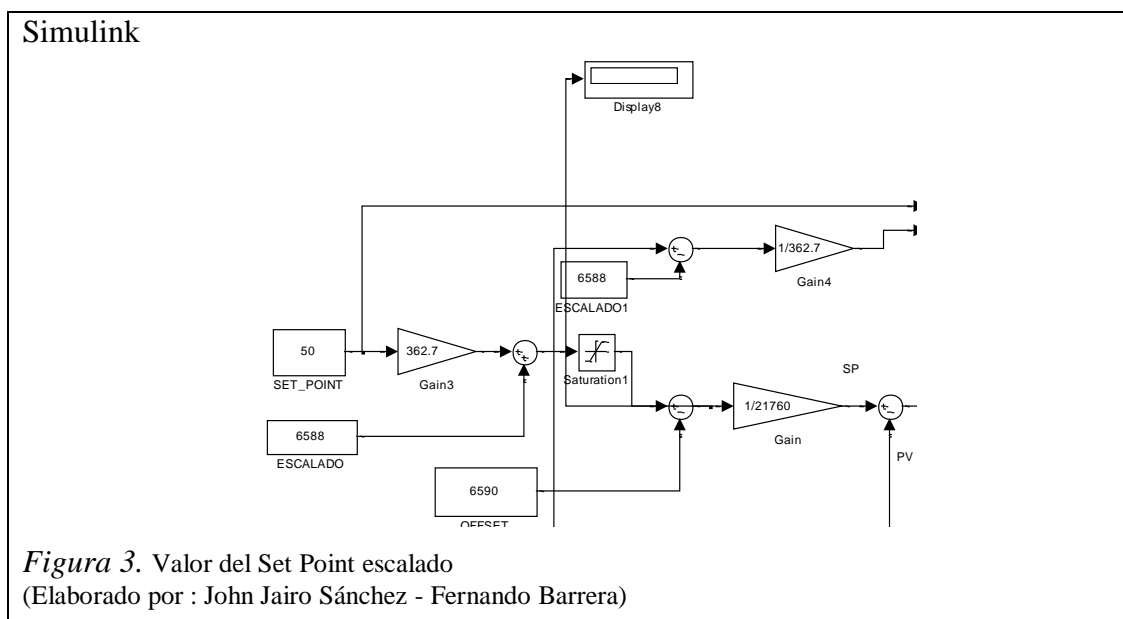 Simulink
Display8
1/362.7
Gain4
6588
ESCALADO1
50
SET_POINT
362.7
Gain3
Saturation1
SP
1/21760
Gain
6588
ESCALADO
PV
6590
OFFSET
Figura 3. Valor del Set Point escalado
(Elaborado por : John Jairo Sánchez - Fernando Barrera)